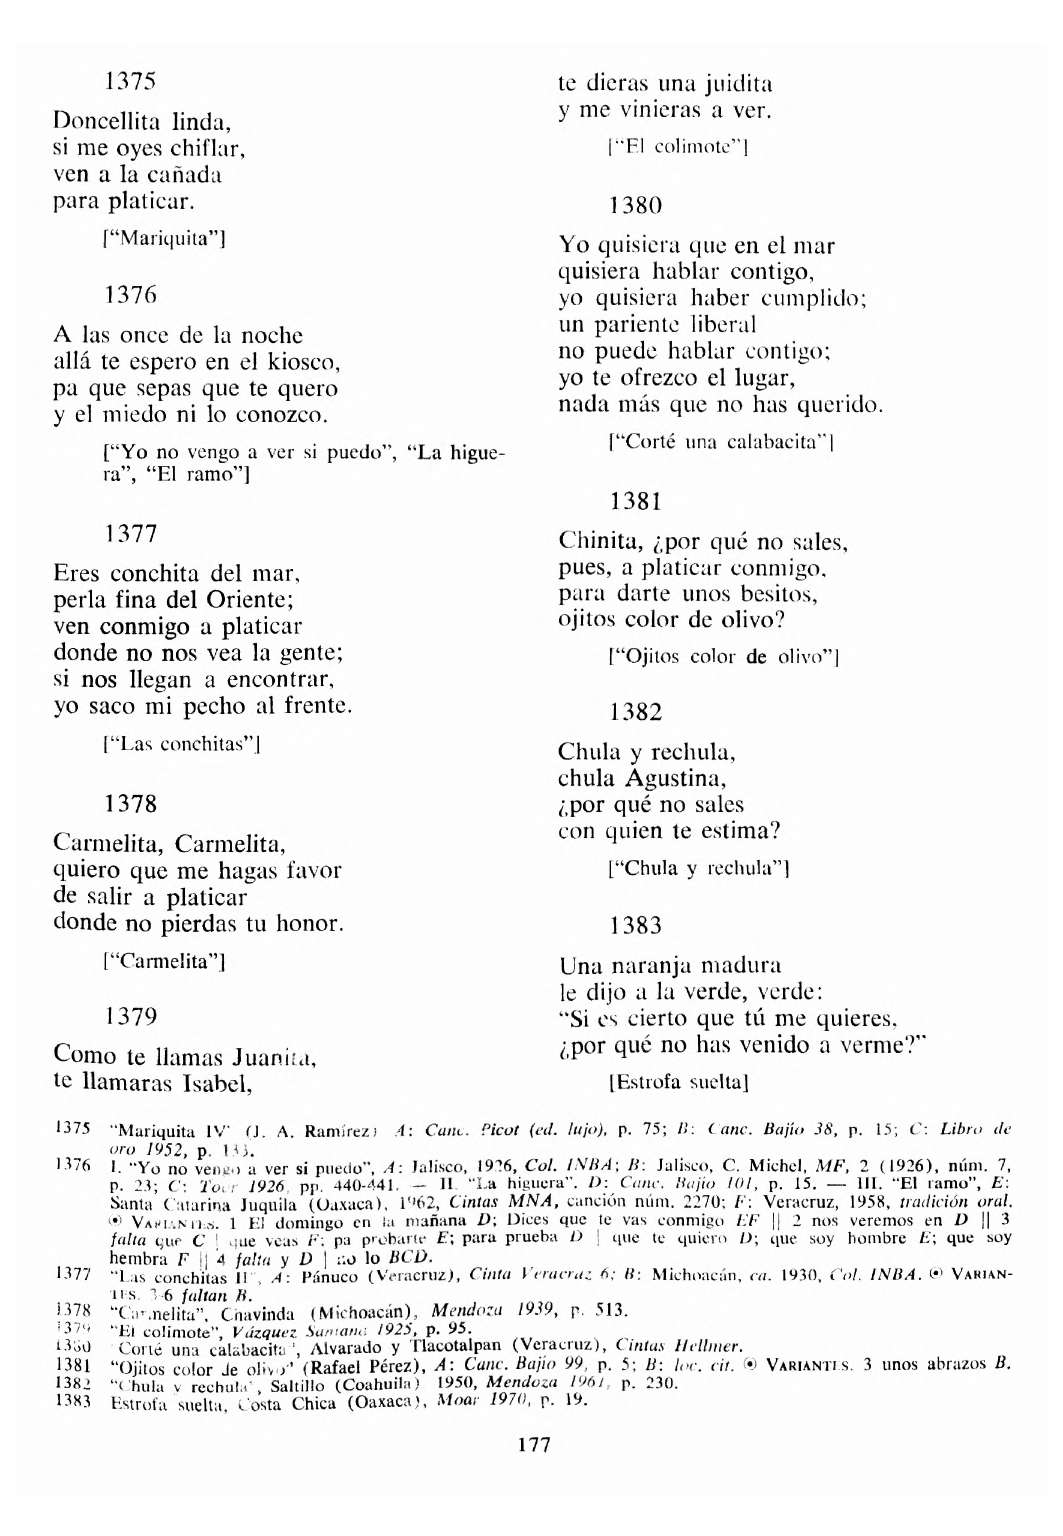 1375
Doncellita linda,
si me oyes chiflar,
ven a la cañada
para platicar.
[“Mariquita”]
1376
A las once de la noche
allá te espero en el kiosco,
pa que sepas que te quero
y el miedo ni lo conozco.
[“Yo no vengo a ver si puedo”, “La higue-
ra”, “El ramo”]
1377
Eres conchita del mar,
perla fina del Oriente;
ven conmigo a platicar
donde no nos vea la gente;
si nos llegan a encontrar,
yo saco mi pecho al frente.
[“Las conchitas”]
1378
Carmelita, Carmelita,
quiero que me hagas favor
de salir a platicar
donde no pierdas tu honor.
[“Carmelita”]
1379
Como te llamas Juanita,
te llamaras Isabel,
te dieras una juidita
y me vinieras a ver.
[“El colimote”]
1380
Yo quisiera que en el mar
quisiera hablar contigo,
yo quisiera haber cumplido;
un pariente liberal
no puede hablar contigo;
yo te ofrezco el lugar,
nada más que no has querido.
[“Corté una calabacita”]
1381
Chinita, ¿por qué no sales,
pues, a platicar conmigo,
para darte unos besitos,
ojitos color de olivo?
[“Ojitos color de olivo”]
1382
Chula y rechula,
chula Agustina,
¿por qué no sales
con quien te estima?
[“Chula y rechula”]
1383
Una naranja madura
le dijo a la verde, verde:
“Si es cierto que tú me quieres,
¿por qué no has venido a verme?”
[Estrofa suelta]
1375 “Mariquita IV” (J. A. Ramírez) A: Canc. Picot (ed. lujo), p. 75; B: Canc. Bajío 38, p. 15; C: Libro de
oro 1952, p. 133.
1376 I. “Yo no vengo a ver si puedo”, A: Jalisco, 1926, Col. INBA; B: Jalisco, C. Michel, MF, 2 (1926), núm. 7,
p. 23; C: Toor 1926, pp. 440-441. — II. “La higuera”. D: Canc. Bajío 101, p. 15. — III. “El ramo”, E:
Santa Catarina Juquila (Oaxaca), 1962, Cintas MNA, canción núm. 2270; F: Veracruz, 1958, tradición oral.
(•) VARIANTES. 1 El domingo en la mañana D; Dices que te vas conmigo EF || 2 nos veremos en D || 3
falta que C | que veas F; pa probarte E; para prueba D | que te quiero D; que soy hombre E; que soy
hembra F || 4 falta y D | no lo BCD.
1377 “Las conchitas II”, A: Pánuco (Veracruz), Cinta Veracruz 6; B: Michoacán, ca. 1930, Col. INBA. (•) VARIAN-
TES. 3-6 faltan B.
1378 “Carmelita”, Chavinda (Michoacán), Mendoza 1939, p. 513.
1379 “El colimote”, Vázquez Santana 1925, p. 95.
1380 “Corté una calabacita”, Alvarado y Tlacotalpan (Veracruz), Cintas Hellmer.
1381 “Ojitos color de olivo” (Rafael Pérez), A: Canc. Bajío 99, p. 5; B: loc. cit. (•) VARIANTES. 3 unos abrazos B.
1382 “Chula y rechula”, Saltillo (Coahuila) 1950, Mendoza 1961, p. 230.
1383 Estrofa suelta, Costa Chica (Oaxaca), Moar 1970, p. 19.
177